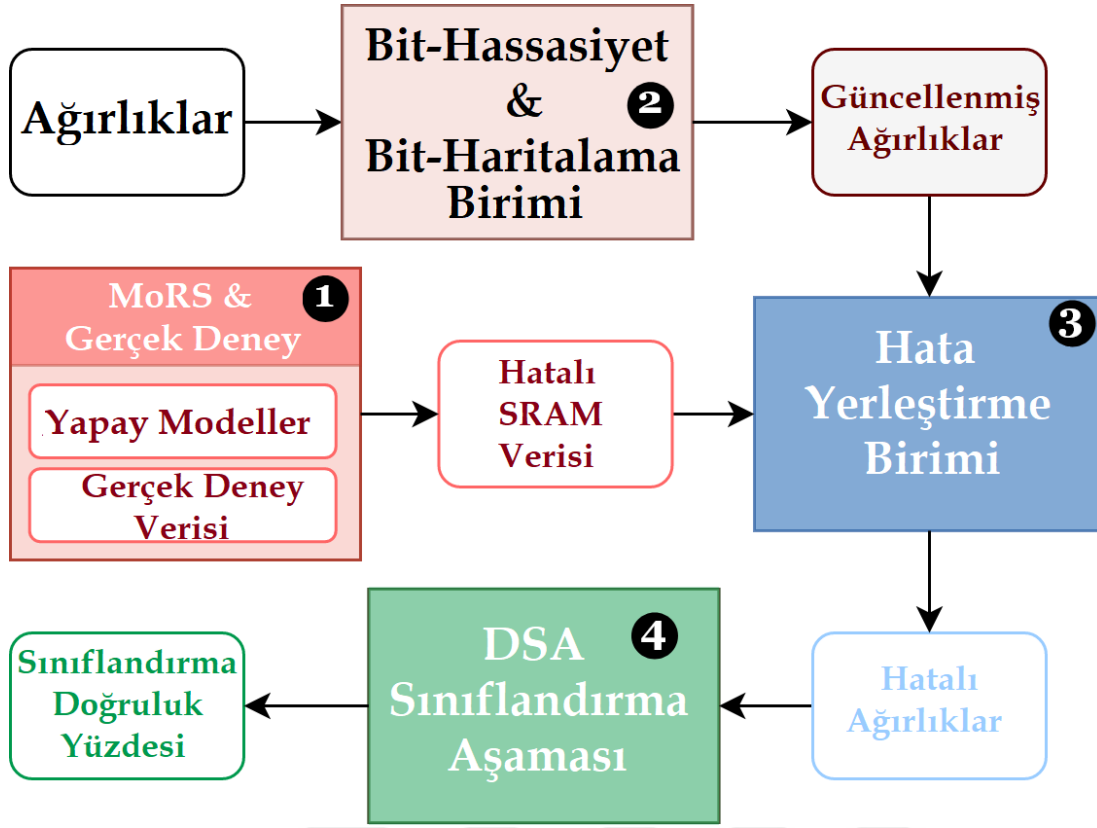 Ağırlıklar
Bit-Hassasiyet
&
2
Bit-Haritalama
Birimi
Güncellenmiş
Ağırlıklar
MoRS &
1
Gerçek Deney
Yapay Modeller
Gerçek Deney
Verisi
Hatalı
SRAM
Verisi
3
Hata
Yerleştirme
Birimi
Sınıflandırma
Doğruluk
Yüzdesi
DSA
4
Sınıflandırma
Aşaması
Hatalı
Ağırlıklar